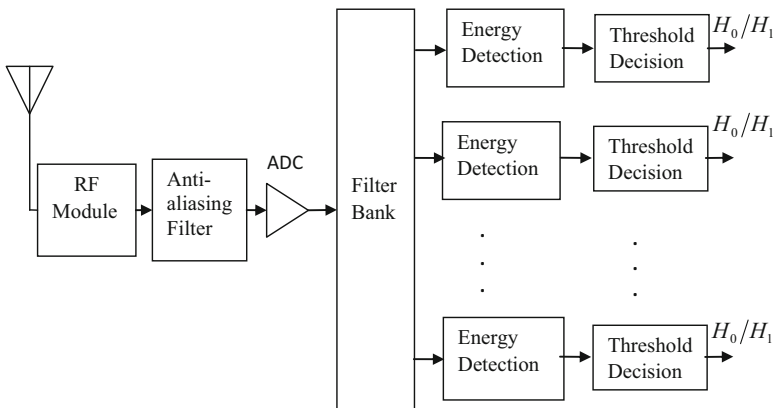 RF
Module
Anti-
aliasing
Filter
ADC
Filter
Bank
Energy
Detection
Threshold
Decision
H₀/H₁
Energy
Detection
Threshold
Decision
H₀/H₁
Energy
Detection
Threshold
Decision
H₀/H₁